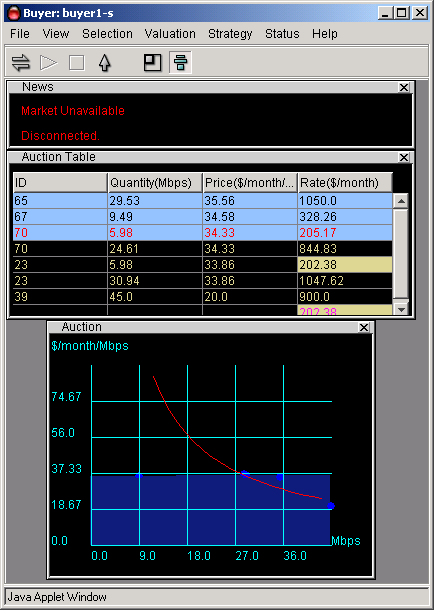 Buyer: buyer1-s
File View Selection Valuation Strategy Status Help
News
Market Unavailable
Disconnected.
Auction Table
ID Quantity(Mbps) Price($/month/... Rate($/month)
65 29.53 35.56 1050.0
67 9.49 34.58 328.26
70 5.98 34.33 205.17
70 24.61 34.33 844.83
23 5.98 33.86 202.38
23 30.94 33.86 1047.62
39 45.0 20.0 900.0
202.38
Auction
$/month/Mbps
74.67
56.0
37.33
18.67
0.0 Mbps
0.0 9.0 18.0 27.0 36.0
Java Applet Window